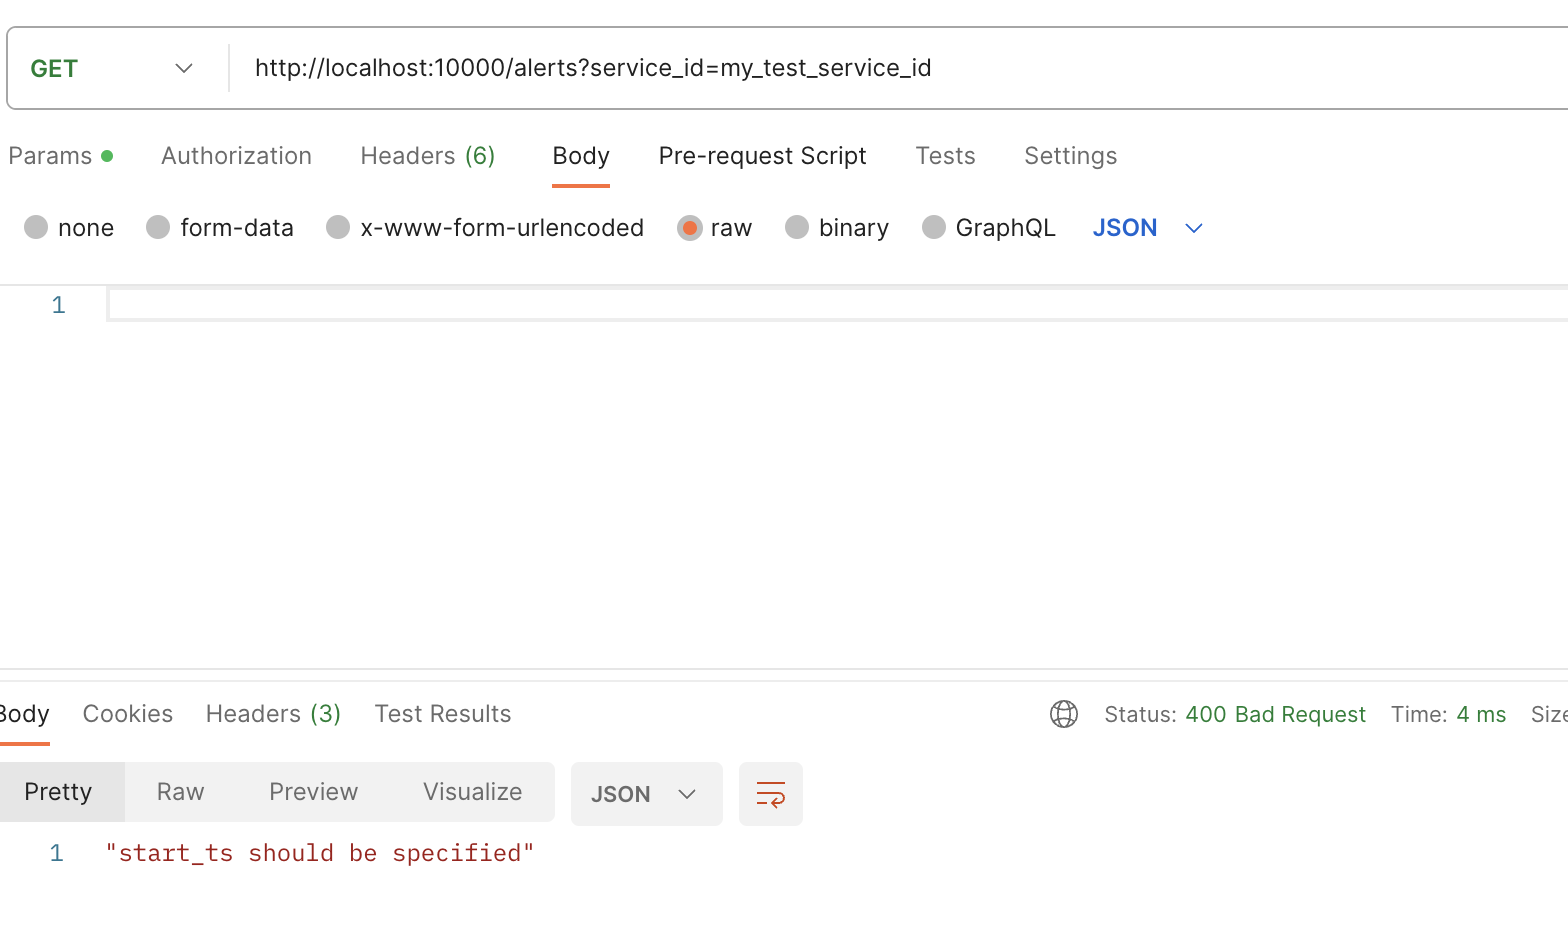 GET http://localhost:10000/alerts?service_id=my_test_service_id
Params Authorization Headers (6) Body Pre-request Script Tests Settings
none form-data x-www-form-urlencoded raw binary GraphQL JSON
1
Body Cookies Headers (3) Test Results Status: 400 Bad Request Time: 4 ms Size
Pretty Raw Preview Visualize JSON
1 "start_ts should be specified"